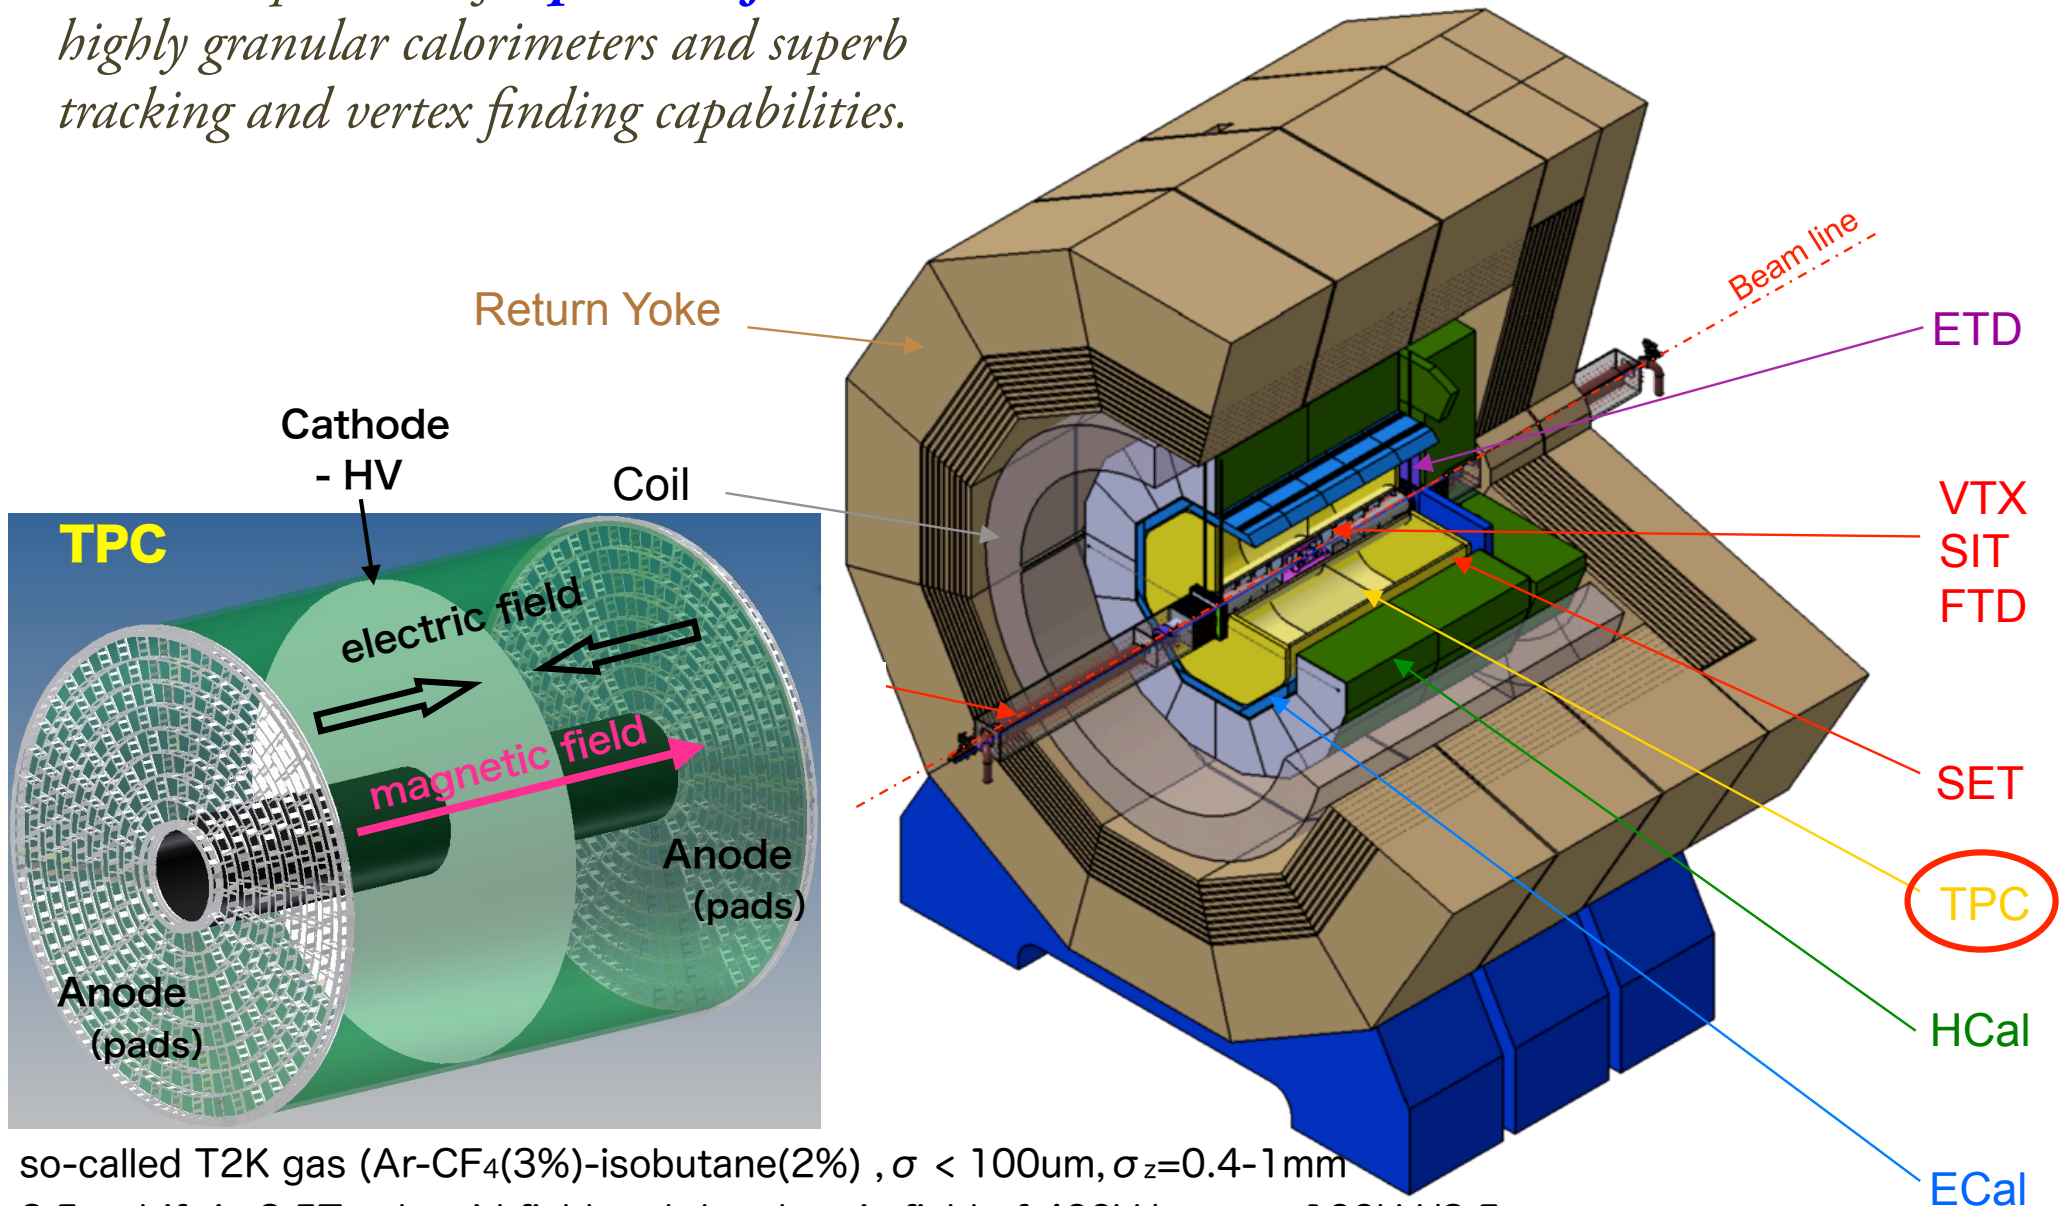 highly granular calorimeters and superb
tracking and vertex finding capabilities.
Beam line
Return Yoke
ETD
Cathode
- HV
Coil
VTX
SIT
FTD
TPC
electric field
magnetic field
SET
Anode
(pads)
TPC
Anode
(pads)
HCal
so-called T2K gas (Ar-CF₄(3%)-isobutane(2%) , σ < 100um, σz=0.4-1mm
ECal